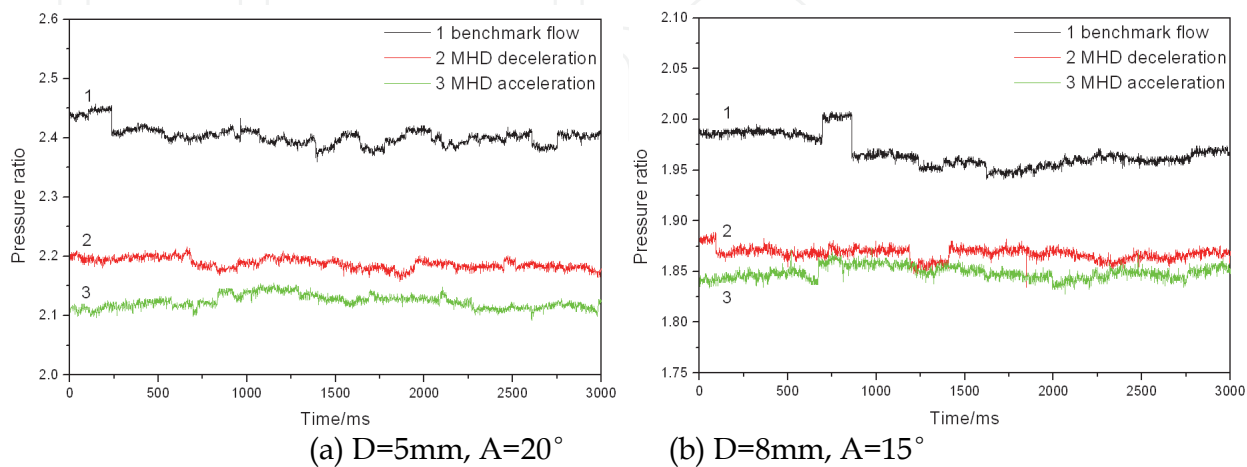 2.6
2.5
2.4
2.3
2.2
2.1
2.0
Pressure ratio
1 benchmark flow
2 MHD deceleration
3 MHD acceleration
1
2
3
0 500 1000 1500 2000 2500 3000
Time/ms
(a) D=5mm, A=20°
2.10
2.05
2.00
1.95
1.90
1.85
1.80
1.75
Pressure ratio
1 benchmark flow
2 MHD deceleration
3 MHD acceleration
1
2
3
0 500 1000 1500 2000 2500 3000
Time/ms
(b) D=8mm, A=15°